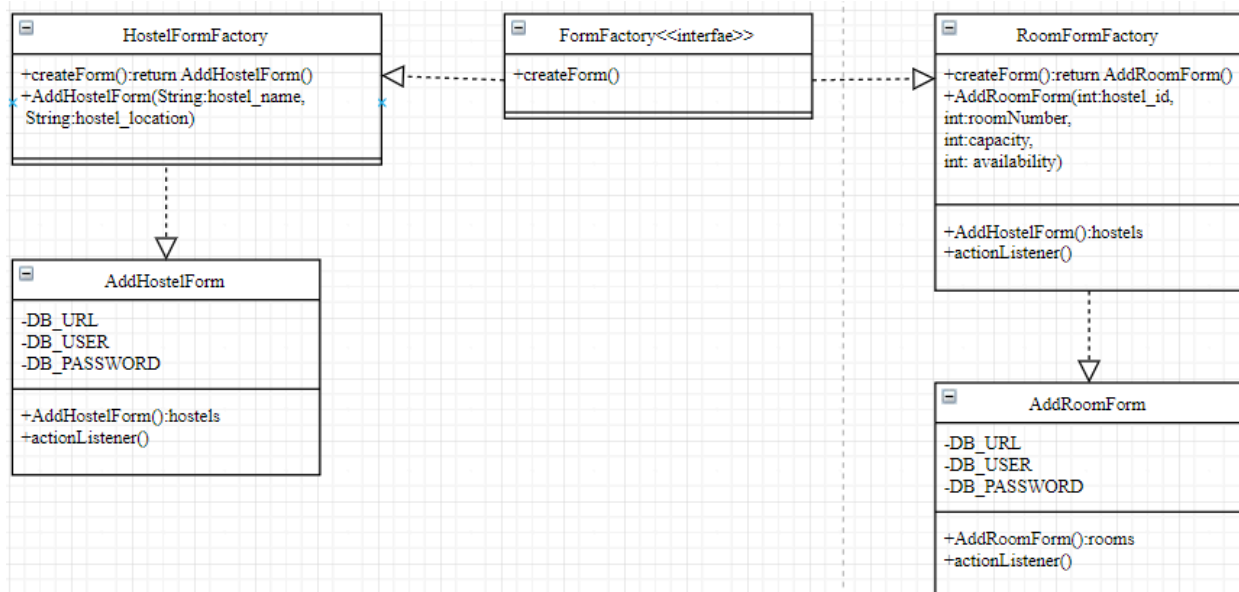 HostelFormFactory
+createForm():return AddHostelForm()
+AddHostelForm(String:hostel_name,
String:hostel_location)
FormFactory<<interfae>>
+createForm()
RoomFormFactory
+createForm():return AddRoomForm()
+AddRoomForm(int:hostel_id,
int:roomNumber,
int:capacity,
int: availability)
+AddHostelForm():hostels
+actionListener()
AddHostelForm
-DB_URL
-DB_USER
-DB_PASSWORD
+AddHostelForm():hostels
+actionListener()
AddRoomForm
-DB_URL
-DB_USER
-DB_PASSWORD
+AddRoomForm():rooms
+actionListener()